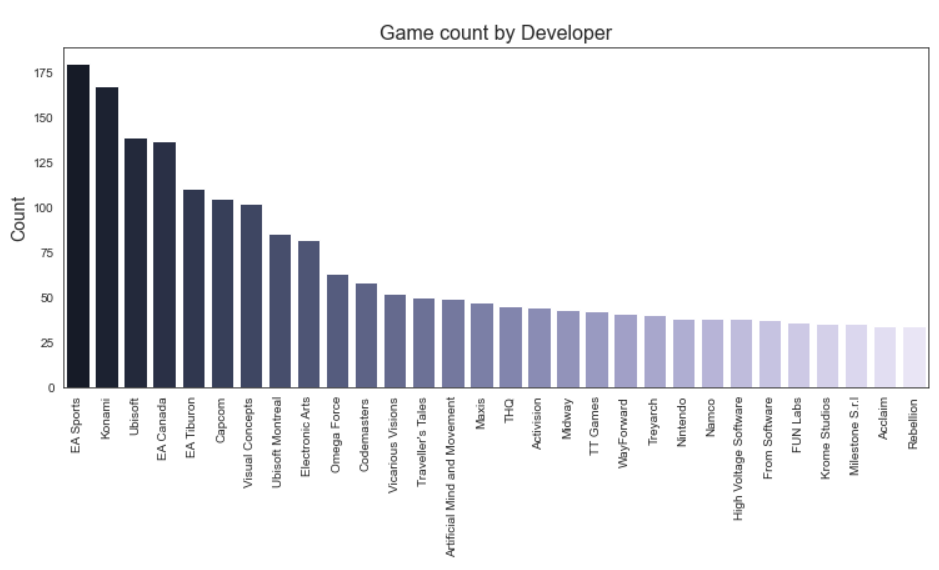 Game count by Developer
Count
175
150
125
100
75
50
25
0
EA Sports
Konami
Ubisoft
EA Canada
EA Tiburon
Capcom
Visual Concepts
Ubisoft Montreal
Electronic Arts
Omega Force
Codemasters
Vicarious Visions
Traveller's Tales
Artificial Mind and Movement
Maxis
THQ
Activision
Midway
TT Games
WayForward
Treyarch
Nintendo
Namco
High Voltage Software
From Software
FUN Labs
Krome Studios
Milestone S.r.l
Acclaim
Rebellion